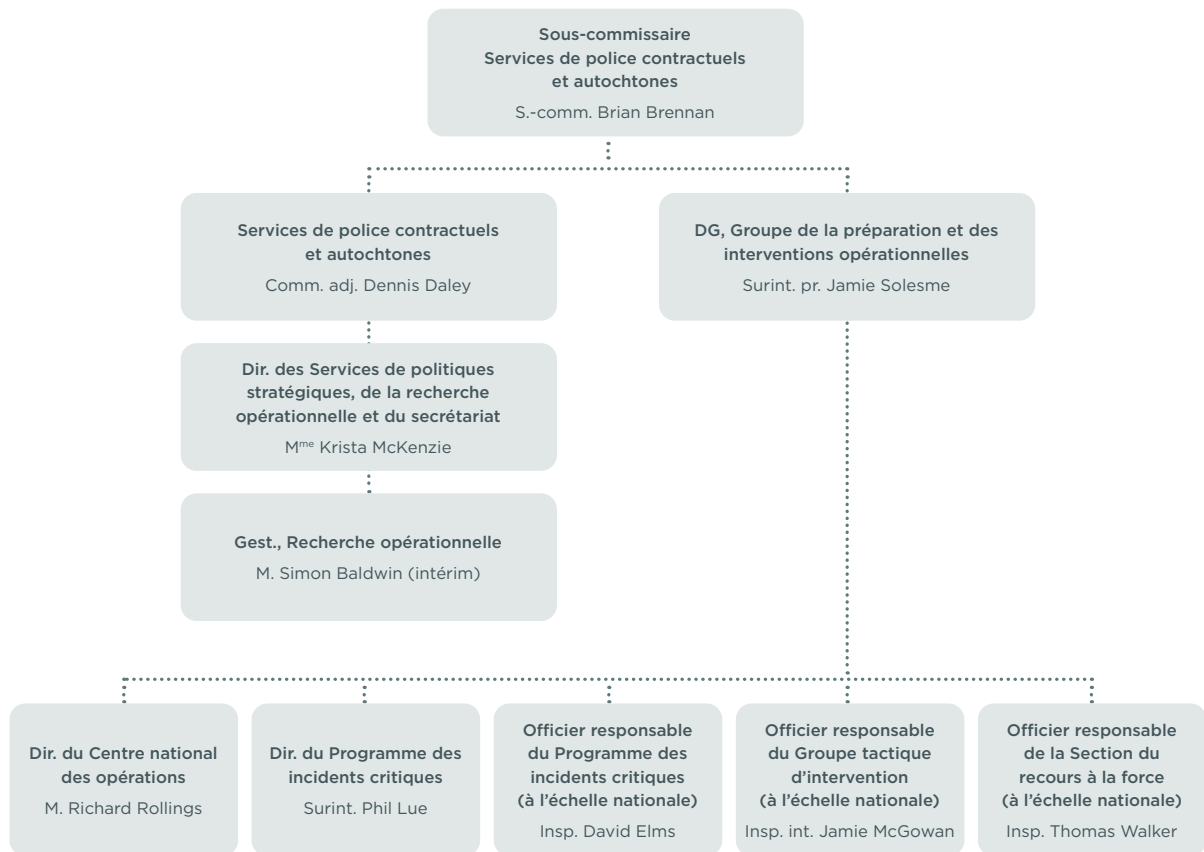 Sous-commissaire
Services de police contractuels
et autochtones
S.-comm. Brian Brennan
Services de police contractuels
et autochtones
Comm. adj. Dennis Daley
DG, Groupe de la préparation et des
interventions opérationnelles
Surint. pr. Jamie Solesme
Dir. des Services de politiques
stratégiques, de la recherche
opérationnelle et du secrétariat
Mme Krista McKenzie
Gest., Recherche opérationnelle
M. Simon Baldwin (intérim)
Dir. du Centre national
des opérations
M. Richard Rollings
Dir. du Programme des
incidents critiques
Surint. Phil Lue
Officier responsable
du Programme des
incidents critiques
(à l’échelle nationale)
Insp. David Elms
Officier responsable
du Groupe tactique
d’intervention
(à l’échelle nationale)
Insp. int. Jamie McGowan
Officier responsable
de la Section du
recours à la force
(à l’échelle nationale)
Insp. Thomas Walker